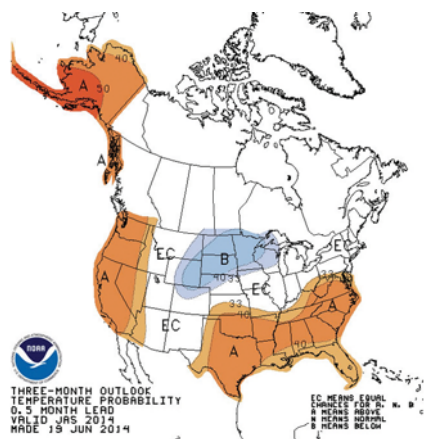 40
A
50
A
EC
B
40 33
EC
33
A
EC
EC
33
40
33
A
A
40
NOAA
THREE-MONTH OUTLOOK
TEMPERATURE PROBABILITY
0.5 MONTH LEAD
VALID JAS 2014
MADE 19 JUN 2014
EC MEANS EQUAL
CHANCES FOR A, N, B
A MEANS ABOVE
N MEANS NORMAL
B MEANS BELOW